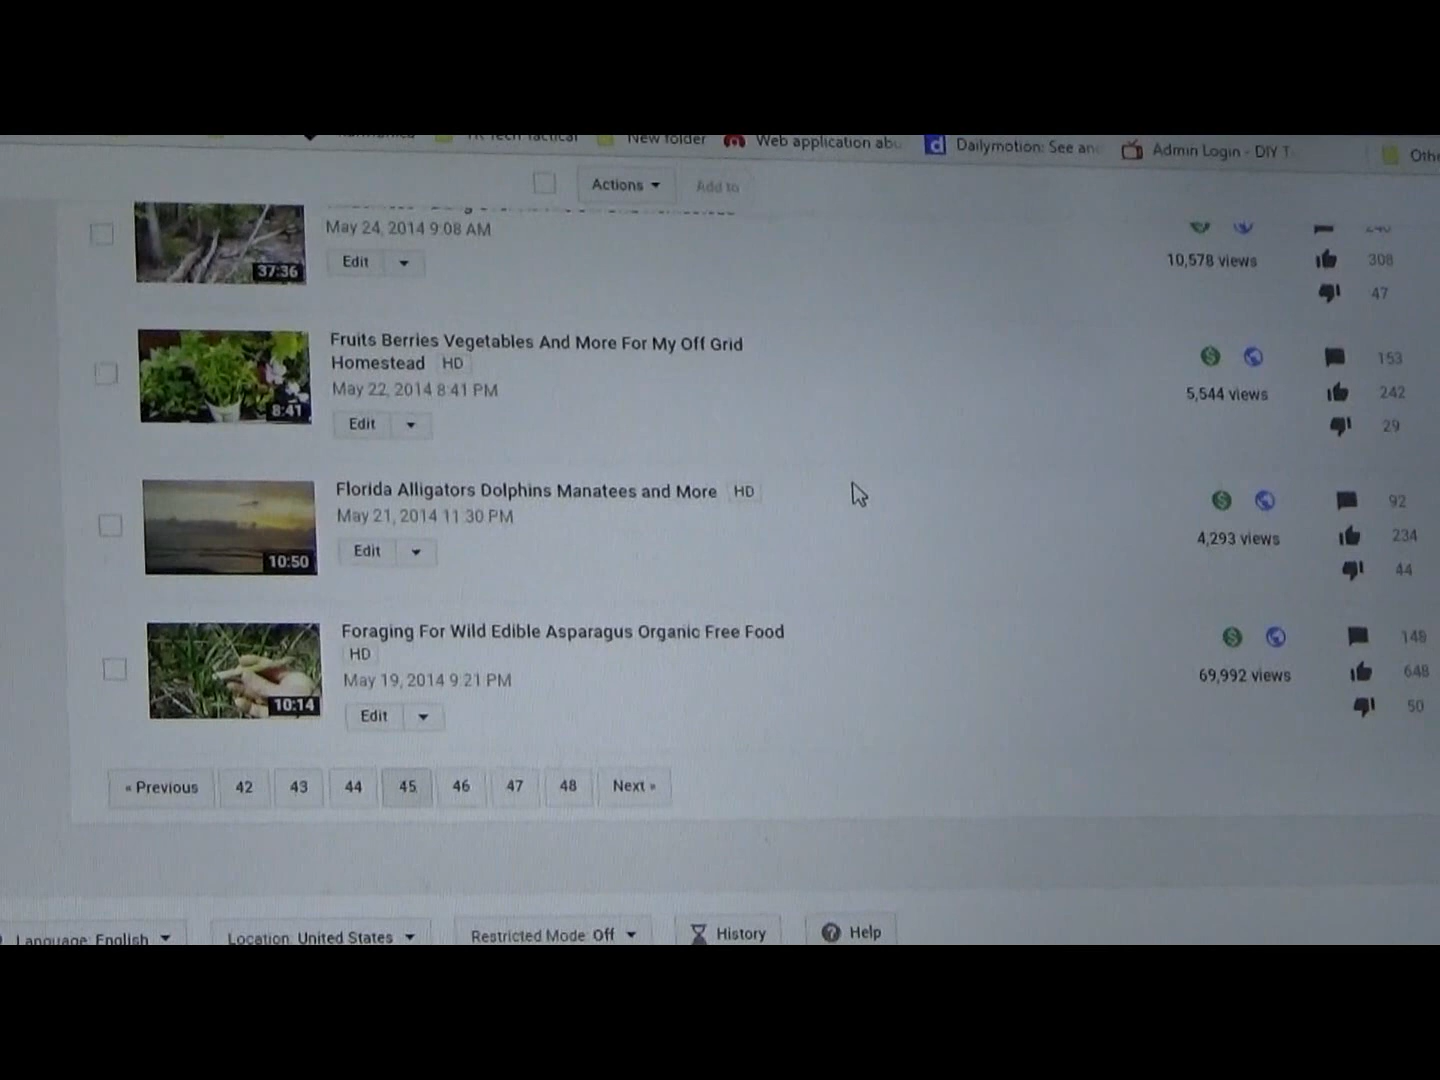 New folder
Web application abo
Dailymotion: See and
Admin Login - DIY T
Othe
Actions
Add to
May 24, 2014 9:08 AM
37:36
Edit
10,578 views
308
47
Fruits Berries Vegetables And More For My Off Grid
Homestead HD
May 22, 2014 8:41 PM
8:41
Edit
5,544 views
153
242
29
Florida Alligators Dolphins Manatees and More HD
May 21, 2014 11:30 PM
10:50
Edit
4,293 views
92
234
44
Foraging For Wild Edible Asparagus Organic Free Food
HD
May 19, 2014 9:21 PM
10:14
Edit
69,992 views
148
648
50
« Previous 42 43 44 45 46 47 48 Next »
Language: English
Location: United States
Restricted Mode: Off
History
Help